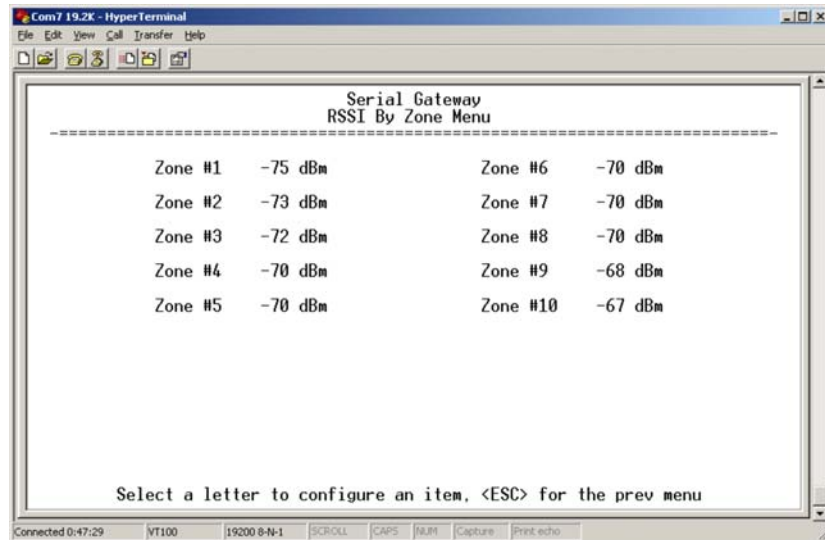 Com7 19.2K - HyperTerminal
File Edit View Call Transfer Help
Serial Gateway
RSSI By Zone Menu
-===========================================================================-
Zone #1 -75 dBm Zone #6 -70 dBm
Zone #2 -73 dBm Zone #7 -70 dBm
Zone #3 -72 dBm Zone #8 -70 dBm
Zone #4 -70 dBm Zone #9 -68 dBm
Zone #5 -70 dBm Zone #10 -67 dBm
Select a letter to configure an item, <ESC> for the prev menu
Connected 0:47:29 VT100 19200 8-N-1 SCROLL CAPS NUM Capture Print echo